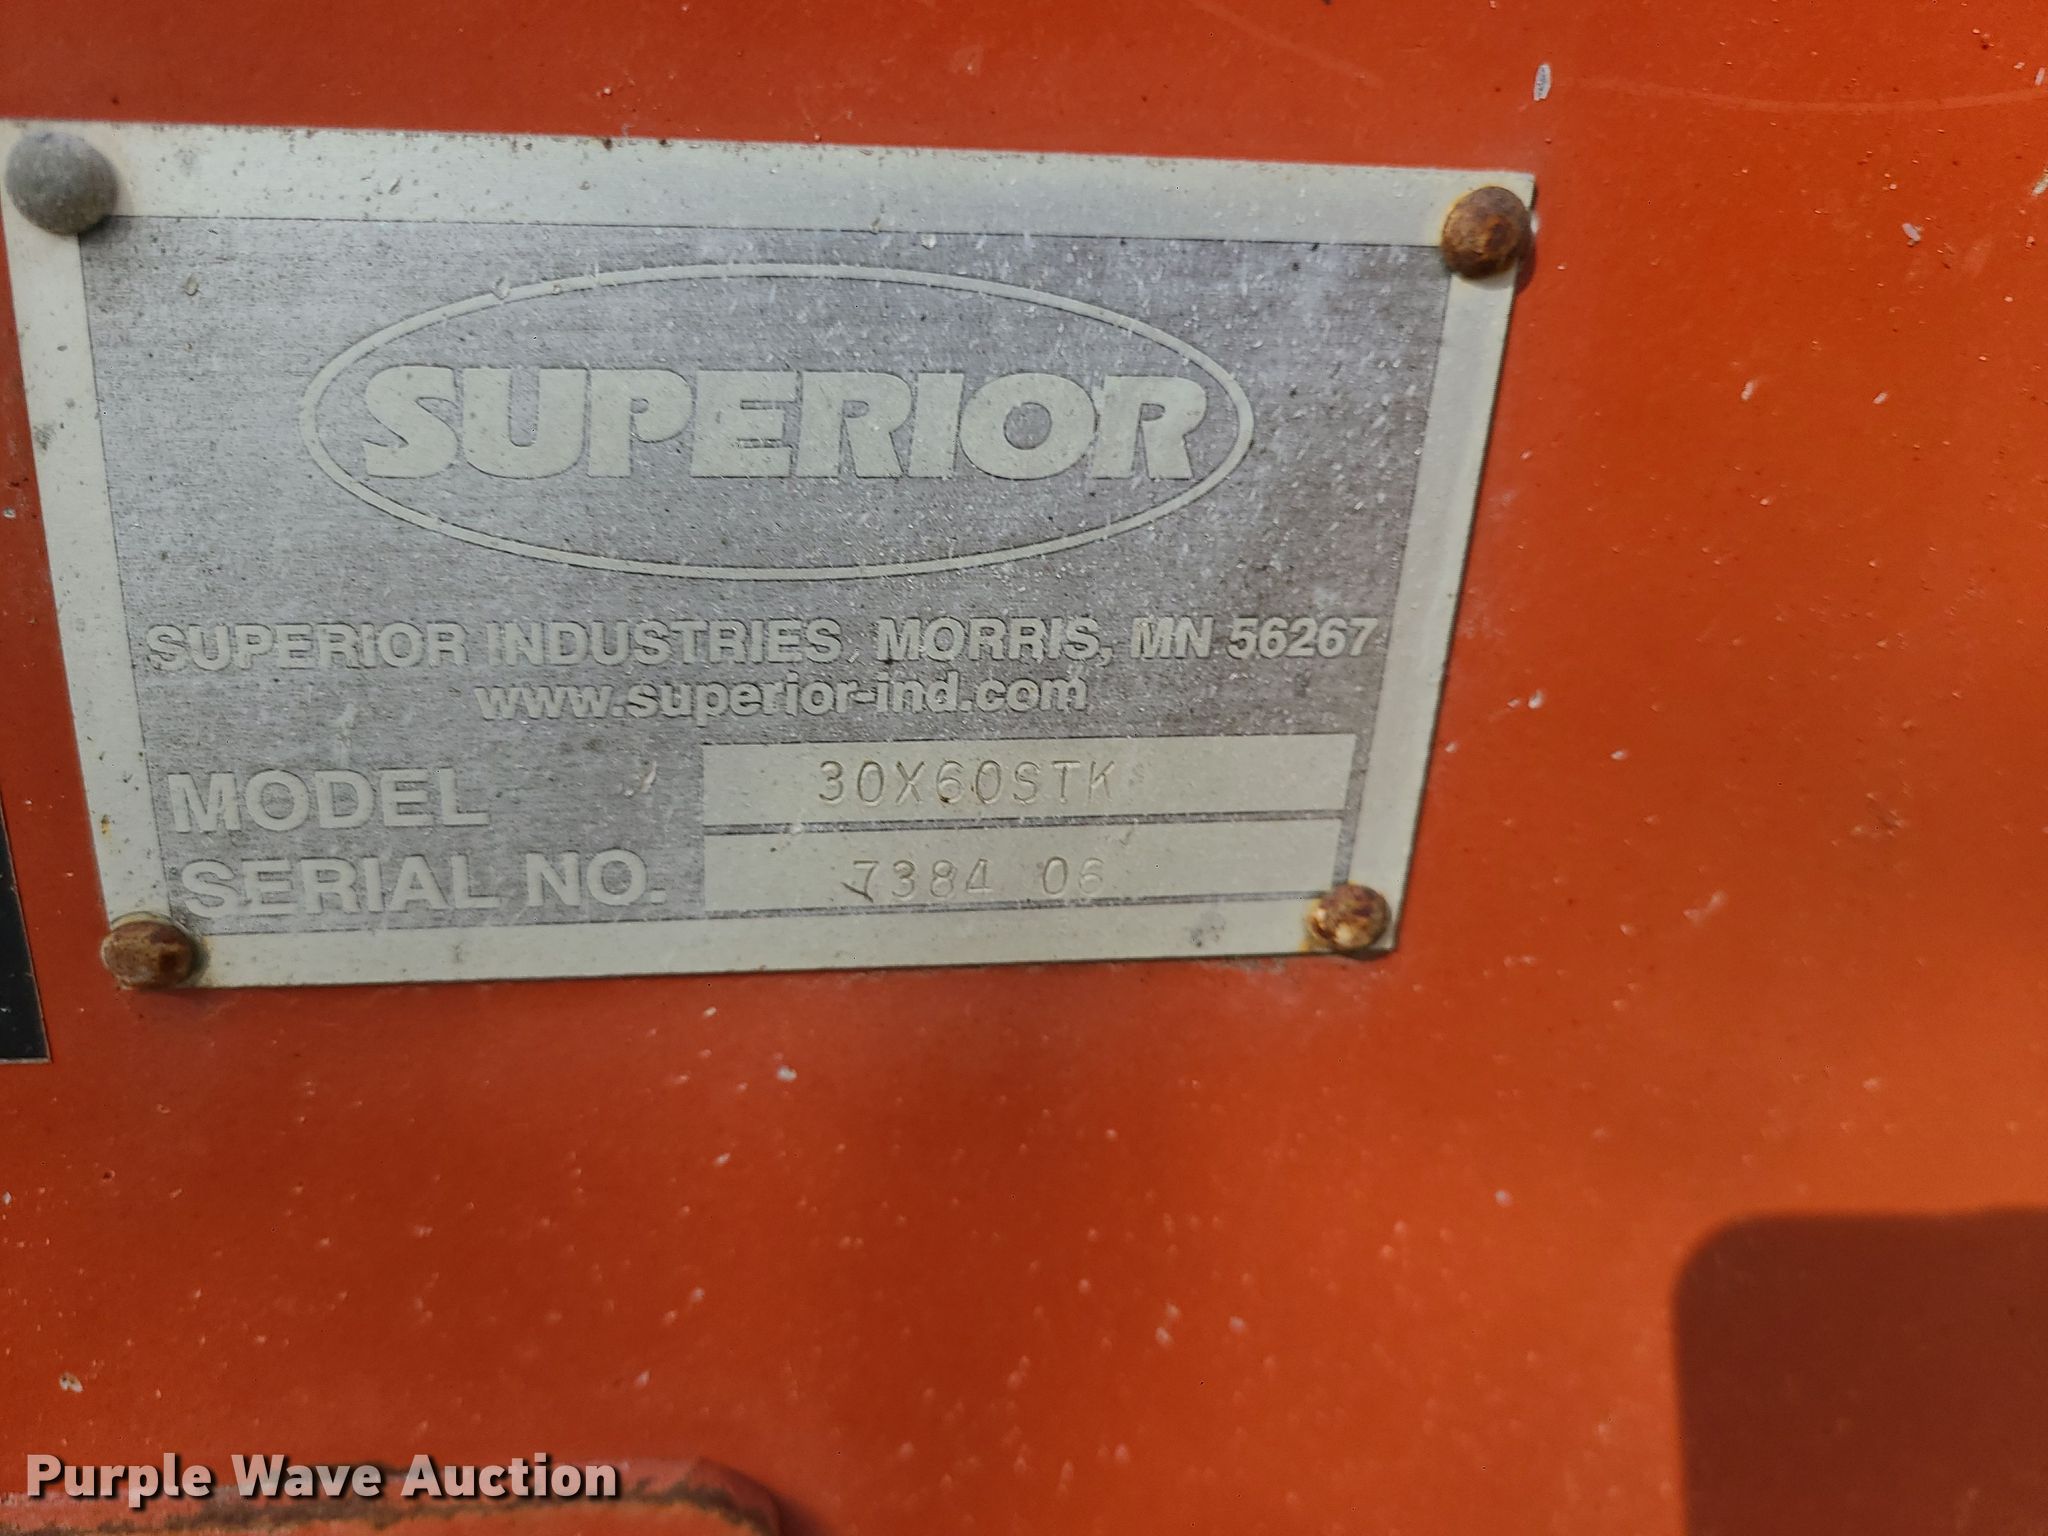 SUPERIOR
SUPERIOR INDUSTRIES, MORRIS, MN 56267
www.superior-ind.com
MODEL 30X60STK
SERIAL NO. 7384 06
Purple Wave Auction